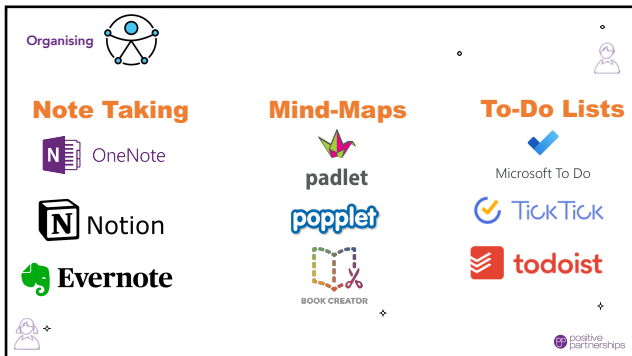 Organising
Note Taking
Mind-Maps
To-Do Lists
N OneNote
padlet
Microsoft To Do
N Notion
popplet
TickTick
Evernote
BOOK CREATOR
todoist
pp positive
partnerships